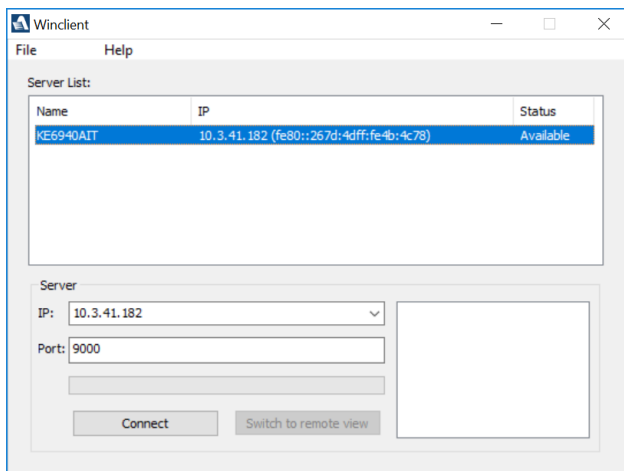 Winclient
File Help
Server List:
Name IP Status
KE6940AIT 10.3.41.182 (fe80::267d:4dff:fe4b:4c78) Available
Server
IP: 10.3.41.182
Port: 9000
Connect Switch to remote view